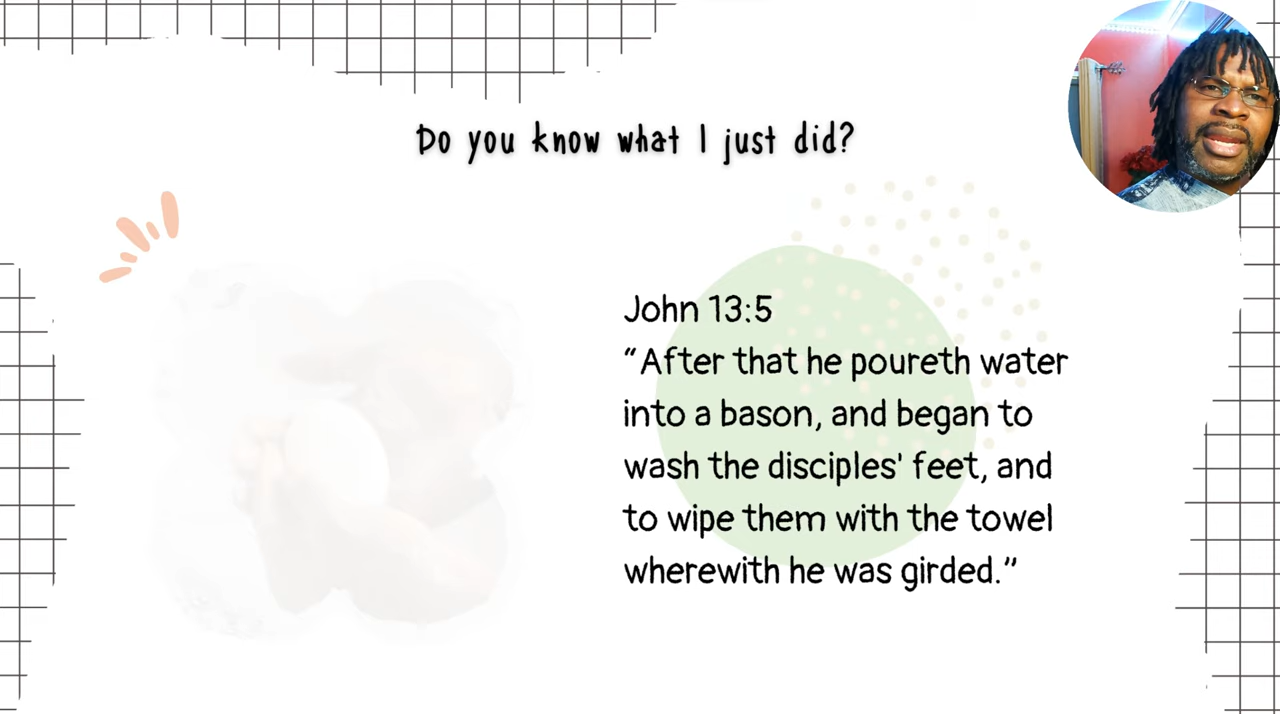 Do you know what I just did?
John 13:5
“After that he poureth water
into a bason, and began to
wash the disciples' feet, and
to wipe them with the towel
wherewith he was girded.”